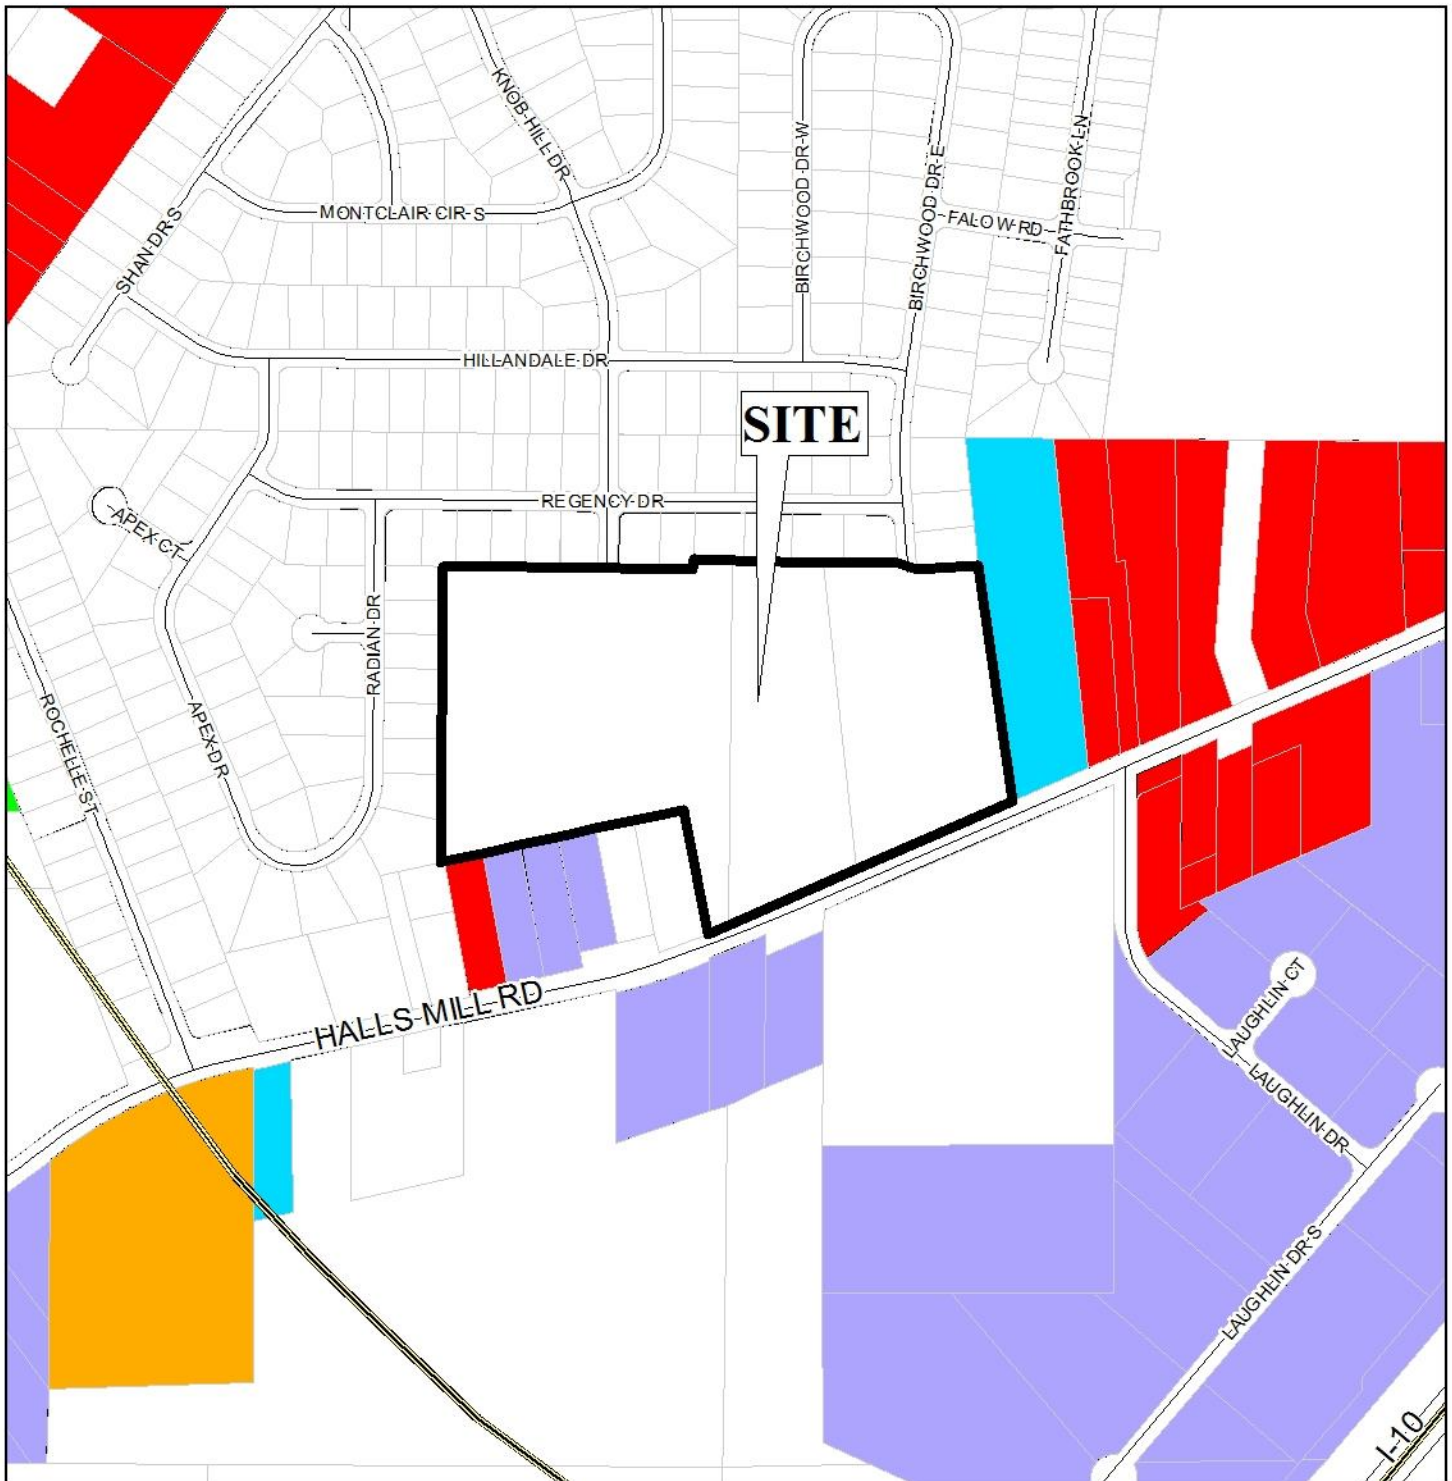 KNOB HILL DR
BIRCHWOOD DR W
BIRCHWOOD DR E
FATHBROOK LN
MONTCLAIR CIR S
FALOW RD
SHAN DR S
HILLANDALE DR
SITE
REGENCY DR
APEX CT
RADIAN DR
ROCHELLE ST
APEX DR
HALLS MILL RD
LAUGHLIN CT
LAUGHLIN DR
LAUGHLIN DR S
I-10